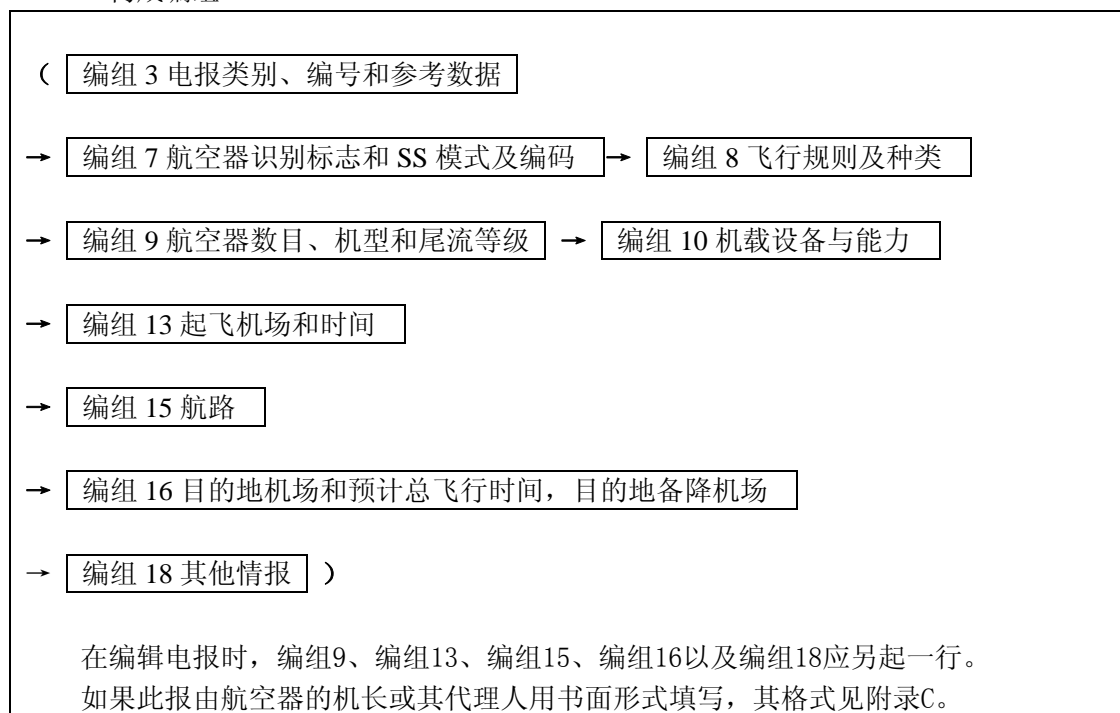 （ 编组 3 电报类别、编号和参考数据
→ 编组 7 航空器识别标志和 SS 模式及编码 → 编组 8 飞行规则及种类
→ 编组 9 航空器数目、机型和尾流等级 → 编组 10 机载设备与能力
→ 编组 13 起飞机场和时间
→ 编组 15 航路
→ 编组 16 目的地机场和预计总飞行时间，目的地备降机场
→ 编组 18 其他情报 ）
在编辑电报时，编组9、编组13、编组15、编组16以及编组18应另起一行。
如果此报由航空器的机长或其代理人用书面形式填写，其格式见附录C。